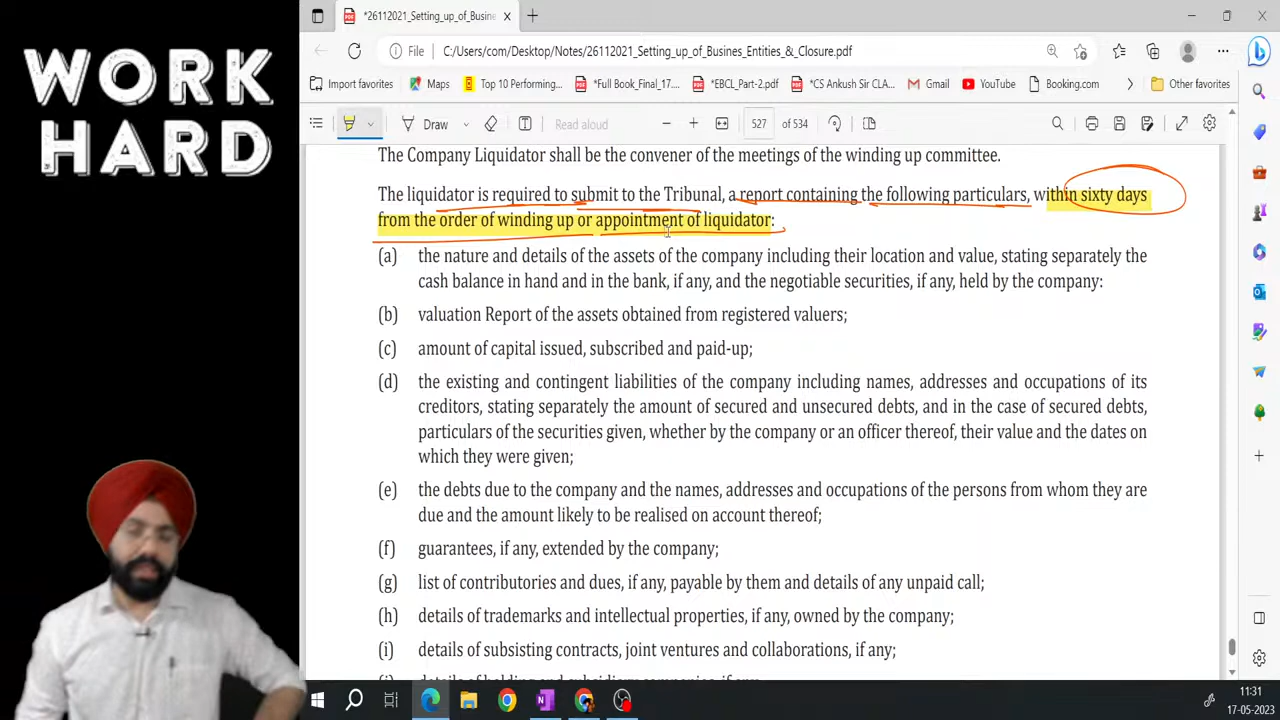 WORK
HARD
*26112021_Setting_up_of_Busine
File
C:/Users/com/Desktop/Notes/26112021_Setting_up_of_Busines_Entities_&_Closure.pdf
Import favorites
Maps
Top 10 Performing...
*Full Book_Final_17....
*EBCL_Part-2.pdf
*CS Ankush Sir CLA...
Gmail
YouTube
Booking.com
Other favorites
Draw
Read aloud
527
of 534
The Company Liquidator shall be the convener of the meetings of the winding up committee.
The liquidator is required to submit to the Tribunal, a report containing the following particulars, within sixty days
from the order of winding up or appointment of liquidator:
(a) the nature and details of the assets of the company including their location and value, stating separately the
cash balance in hand and in the bank, if any, and the negotiable securities, if any, held by the company:
(b) valuation Report of the assets obtained from registered valuers;
(c) amount of capital issued, subscribed and paid-up;
(d) the existing and contingent liabilities of the company including names, addresses and occupations of its
creditors, stating separately the amount of secured and unsecured debts, and in the case of secured debts,
particulars of the securities given, whether by the company or an officer thereof, their value and the dates on
which they were given;
(e) the debts due to the company and the names, addresses and occupations of the persons from whom they are
due and the amount likely to be realised on account thereof;
(f) guarantees, if any, extended by the company;
(g) list of contributories and dues, if any, payable by them and details of any unpaid call;
(h) details of trademarks and intellectual properties, if any, owned by the company;
(i) details of subsisting contracts, joint ventures and collaborations, if any;
(j) details of holding and subsidiary companies, if any
11:31
17-05-2023